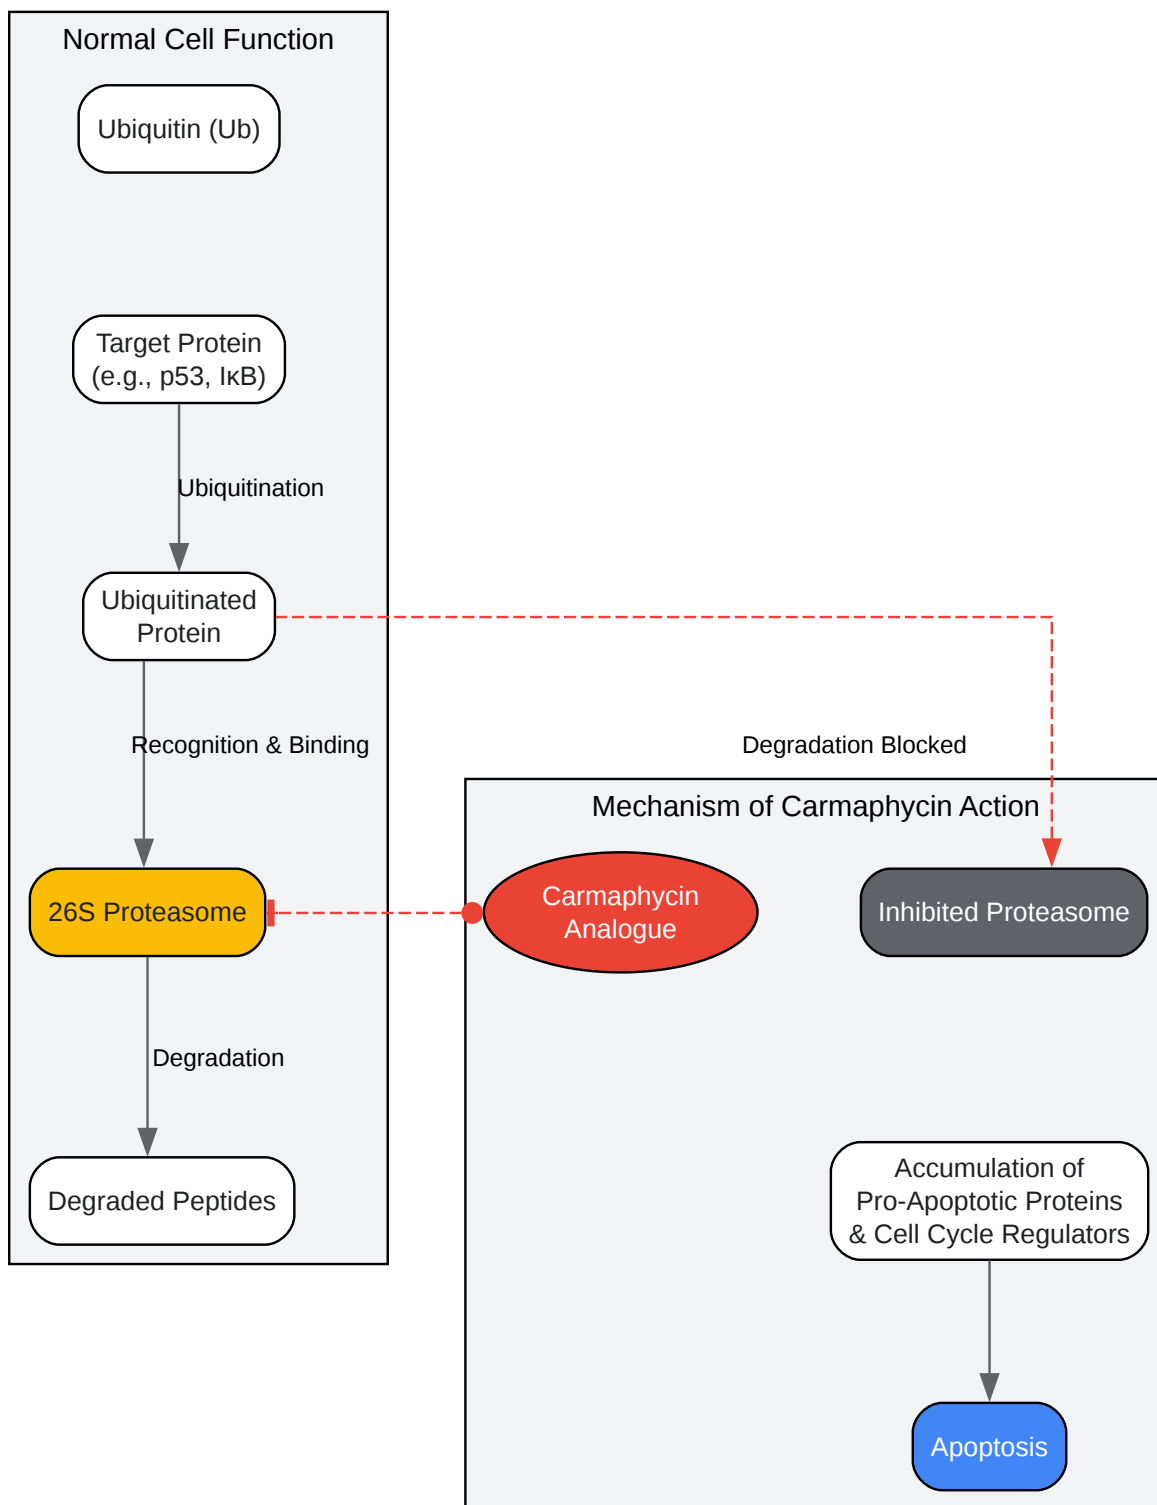 Normal Cell Function
Ubiquitin (Ub)
Target Protein
(e.g., p53, IκB)
Ubiquitination
Ubiquitinated
Protein
Recognition & Binding
Degradation Blocked
Mechanism of Carmaphycin Action
26S Proteasome
Carmaphycin
Analogue
Inhibited Proteasome
Degradation
Degraded Peptides
Accumulation of
Pro-Apoptotic Proteins
& Cell Cycle Regulators
Apoptosis